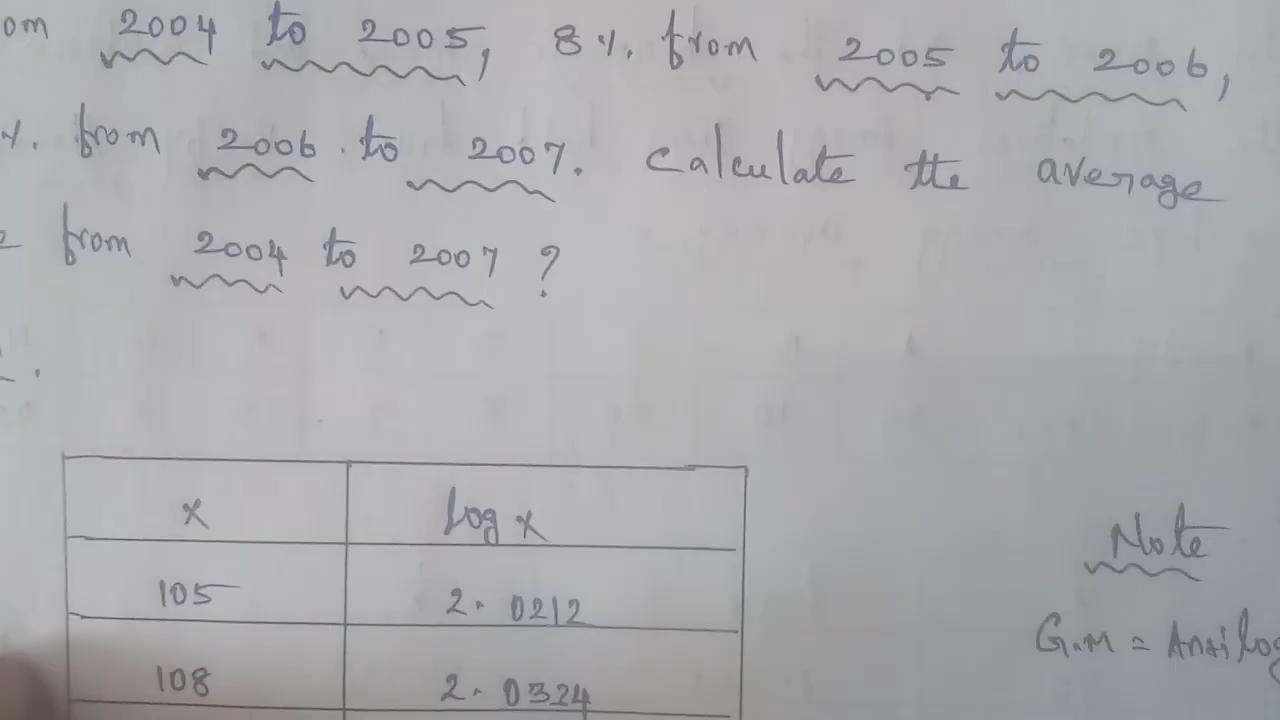 om 2004 to 2005, 8%. from 2005 to 2006,
%. from 2006 to 2007. Calculate the average
from 2004 to 2007 ?
x log x
105 2.0212
108 2.0324
Note
G.M = Antilog